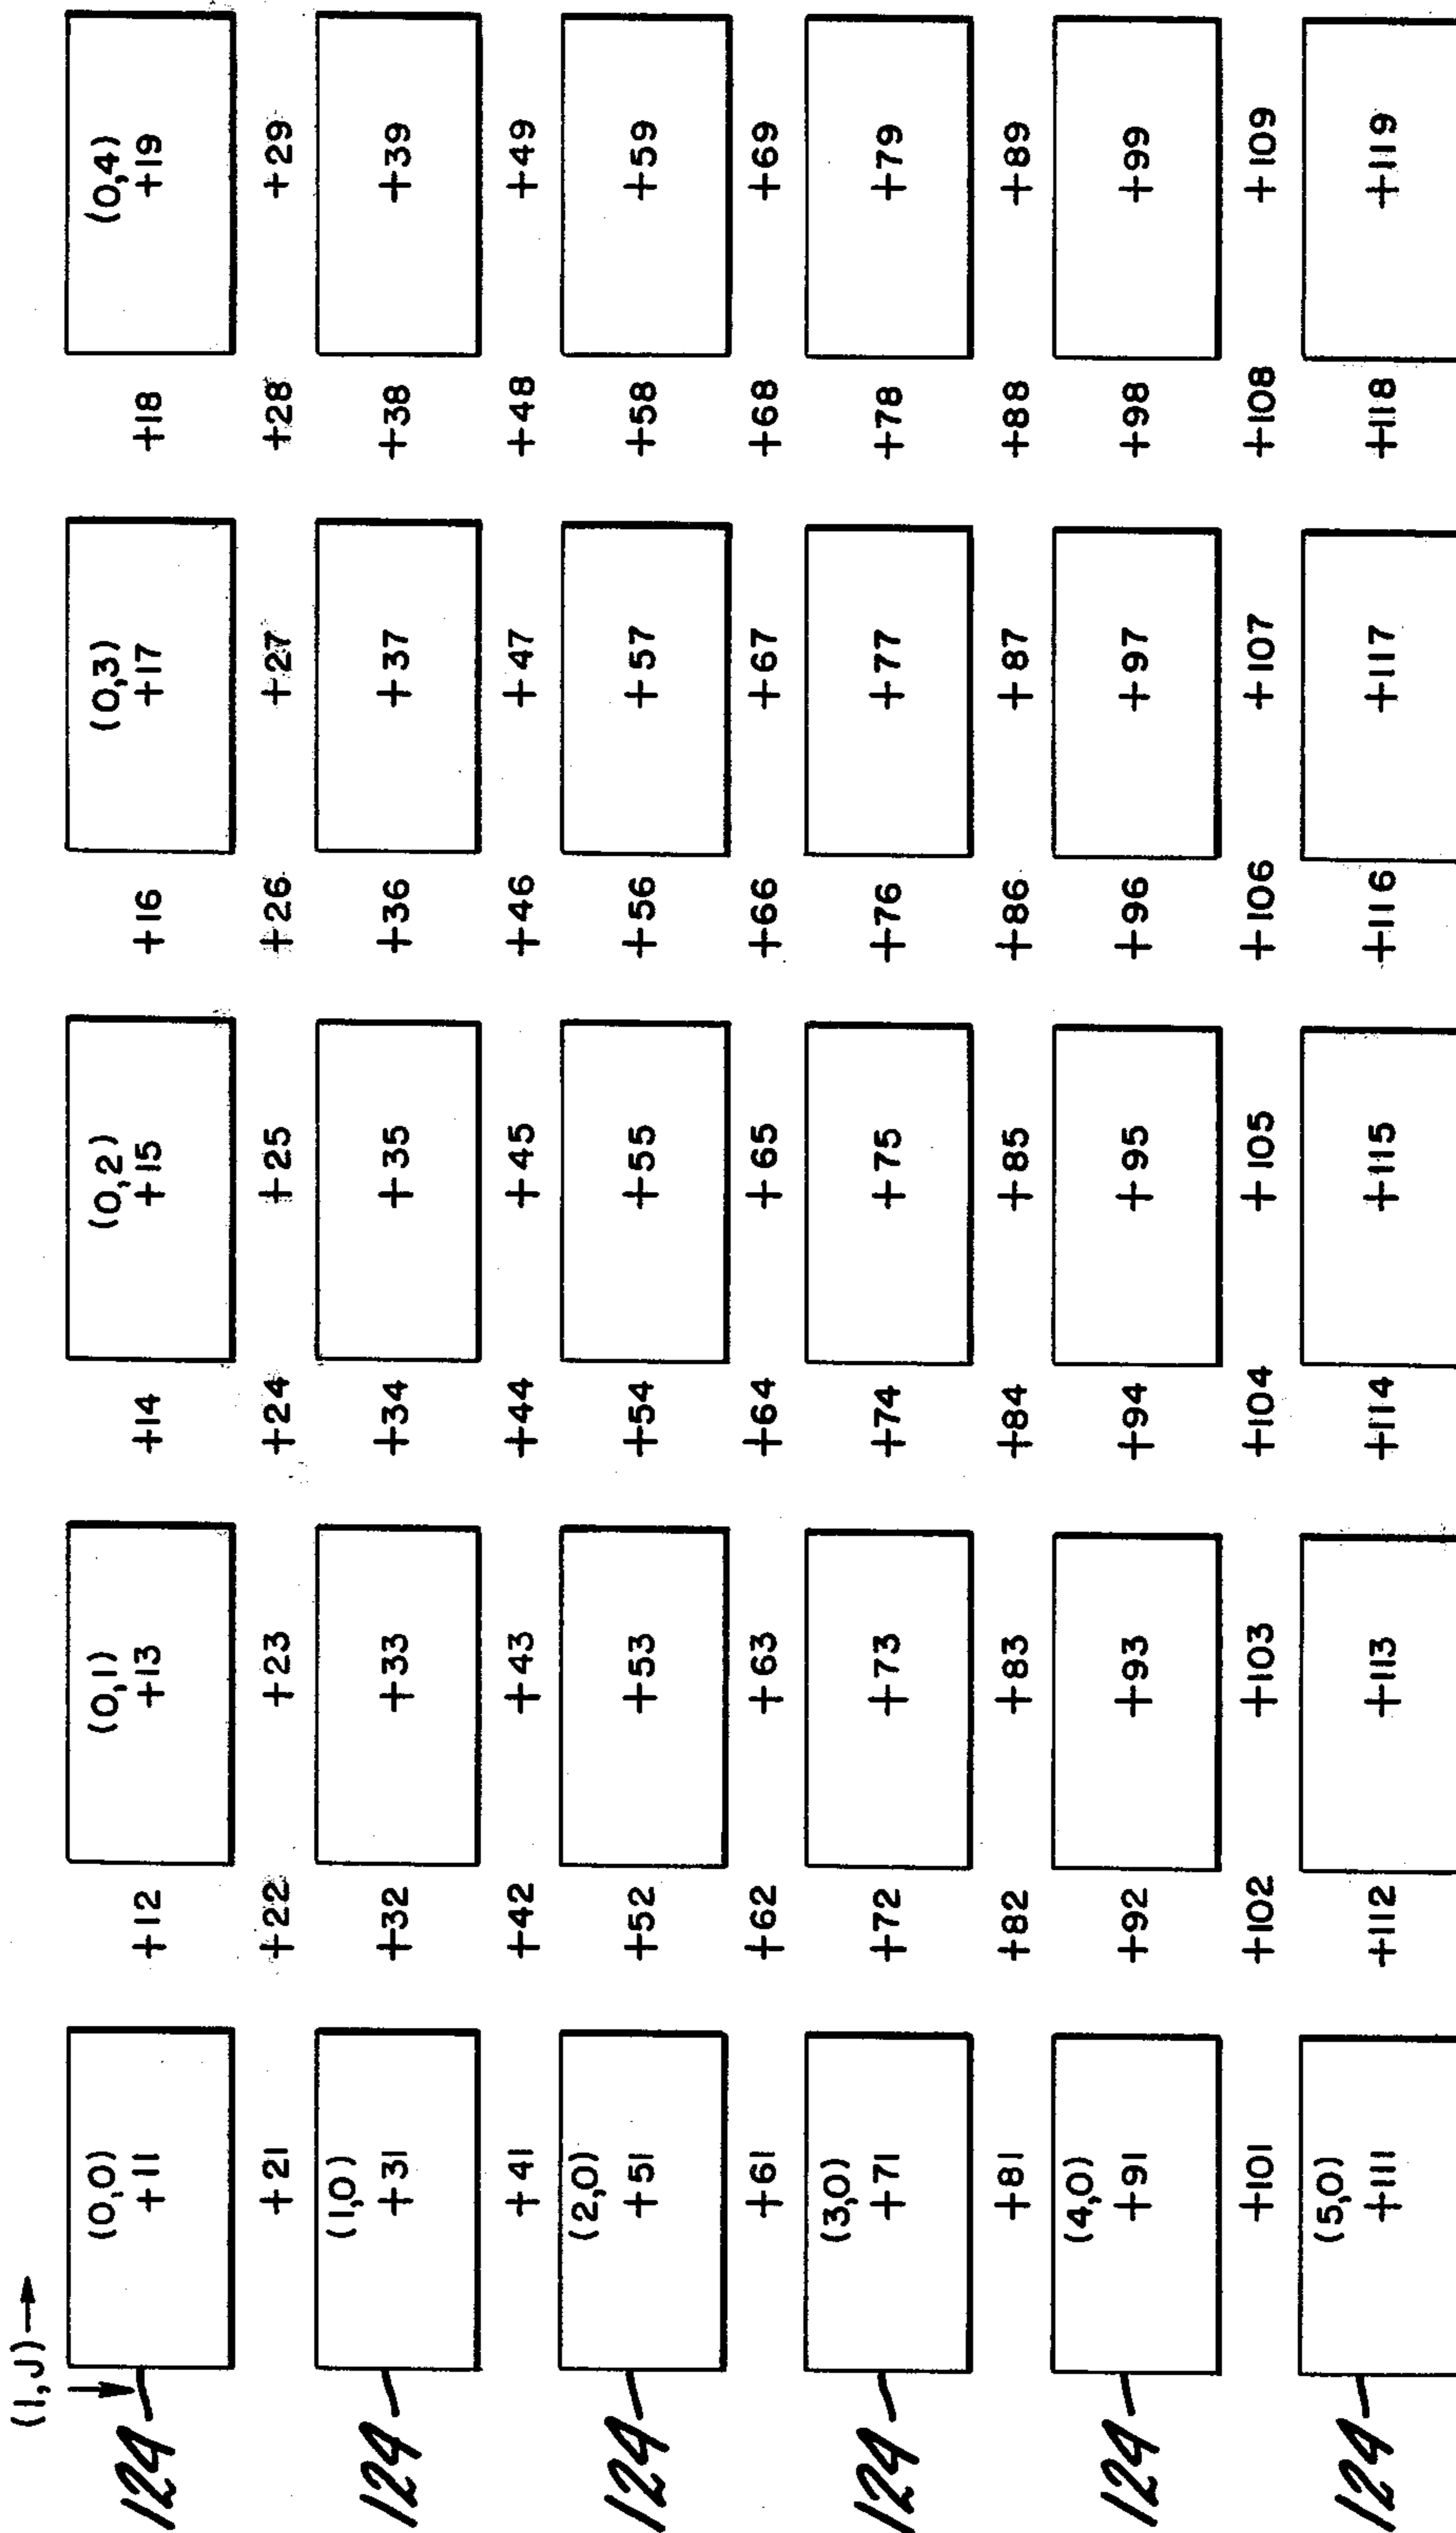 (I,J)
(0,0) (0,1) (0,2) (0,3) (0,4)
124 +11 +12 +13 +14 +15 +16 +17 +18 +19
+21 +22 +23 +24 +25 +26 +27 +28 +29
(1,0)
124 +31 +32 +33 +34 +35 +36 +37 +38 +39
+41 +42 +43 +44 +45 +46 +47 +48 +49
(2,0)
124 +51 +52 +53 +54 +55 +56 +57 +58 +59
+61 +62 +63 +64 +65 +66 +67 +68 +69
(3,0)
124 +71 +72 +73 +74 +75 +76 +77 +78 +79
+81 +82 +83 +84 +85 +86 +87 +88 +89
(4,0)
124 +91 +92 +93 +94 +95 +96 +97 +98 +99
+101 +102 +103 +104 +105 +106 +107 +108 +109
(5,0)
124 +111 +112 +113 +114 +115 +116 +117 +118 +119